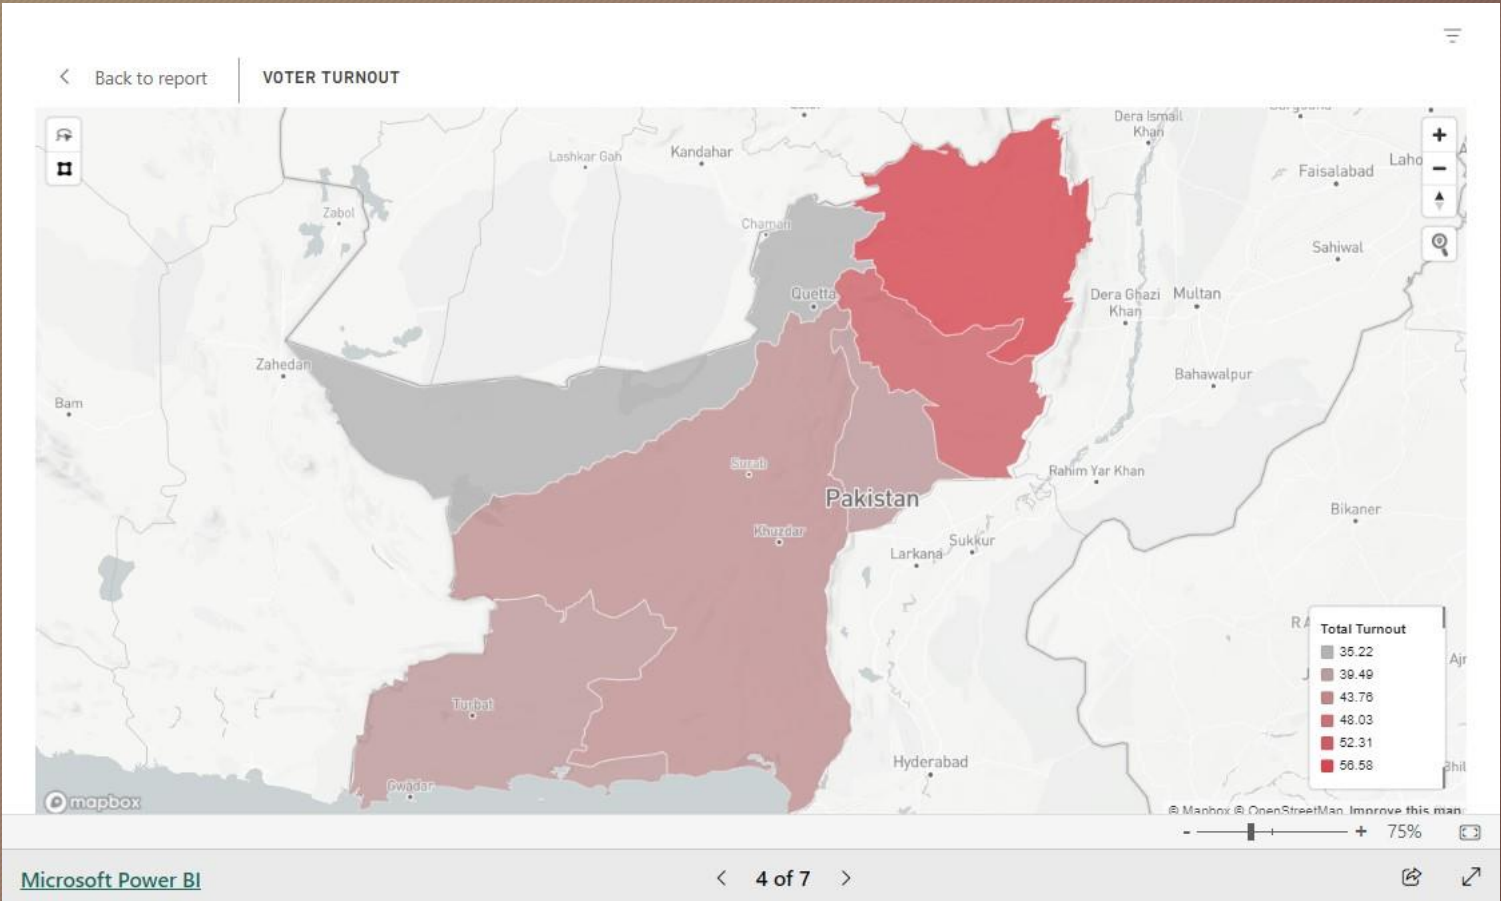 Back to report
VOTER TURNOUT
Dera Ismail
Khan
Lashkar Gah
Kandahar
Laho
Faisalabad
Zabol
Chaman
Sahiwal
Quetta
Dera Ghazi
Khan
Multan
Zahedan
Bahawalpur
Bam
Surab
Rahim Yar Khan
Pakistan
Bikaner
Khuzdar
Sukkur
Larkana
RA
Total Turnout
35.22
39.49
43.76
48.03
52.31
56.58
Ajr
Turbat
Hyderabad
Gwadar
bhil
mapbox
© Mapbox © OpenStreetMap Improve this map
- + 75%
Microsoft Power BI
4 of 7